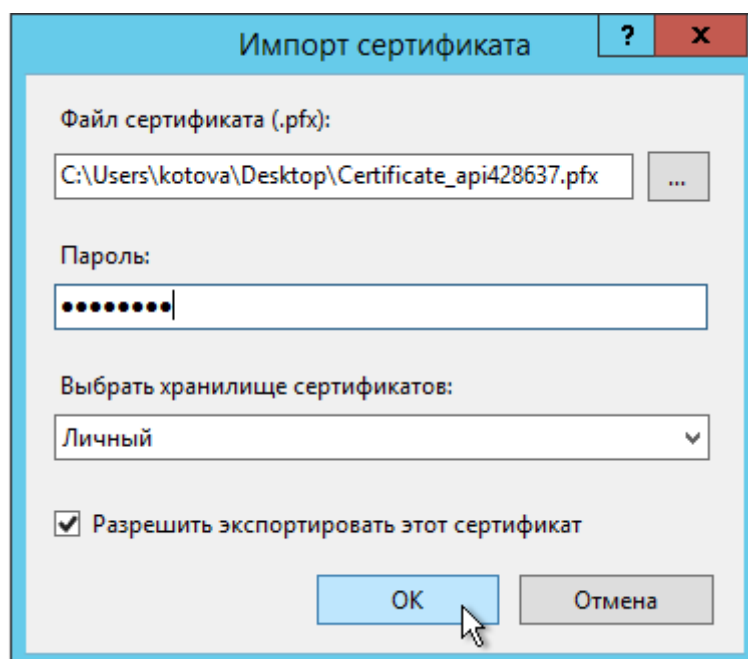 Импорт сертификата
?
x
Файл сертификата (.pfx):
C:\Users\kotova\Desktop\Certificate_api428637.pfx
...
Пароль:
●●●●●●●●
Выбрать хранилище сертификатов:
Личный
Разрешить экспортировать этот сертификат
OK
Отмена